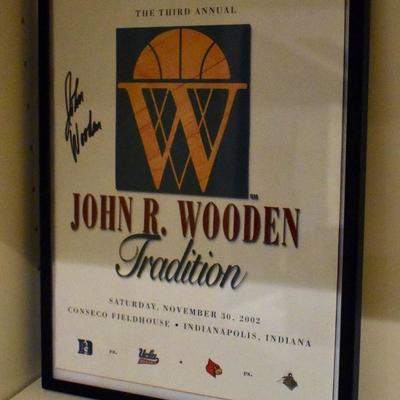 THE THIRD ANNUAL
W
SM
John
Wooden
JOHN R. WOODEN
Tradition
SATURDAY, NOVEMBER 30, 2002
CONSECO FIELDHOUSE • INDIANAPOLIS, INDIANA
D VS. Ucla • VS.